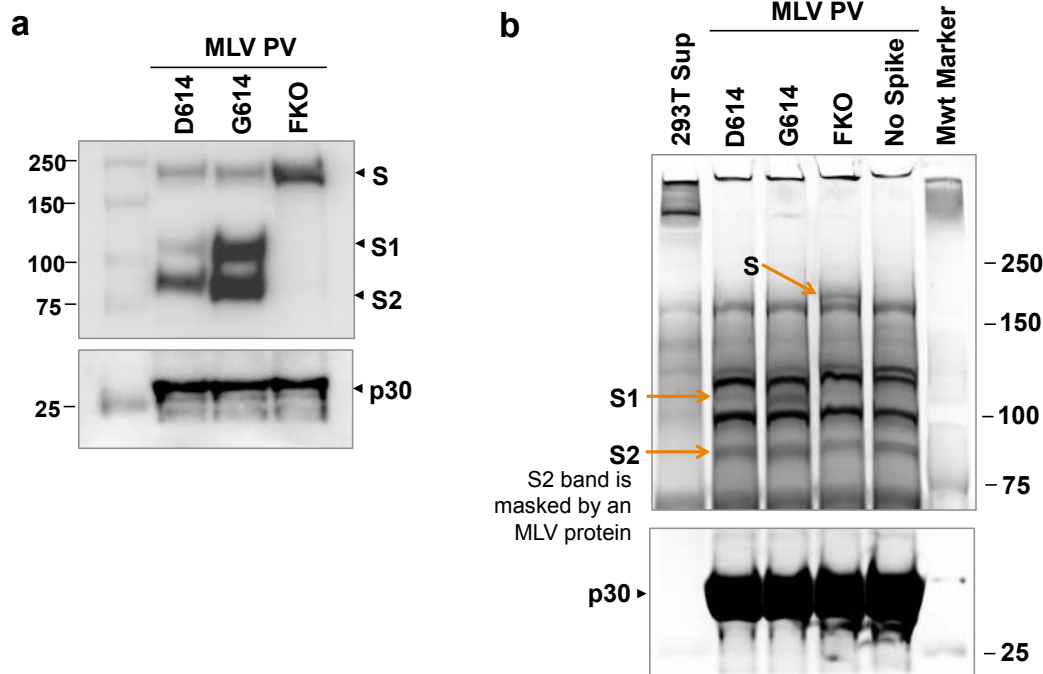 a
MLV PV
D614
G614
FKO
250
150
100
75
S
S1
S2
25
p30
b
MLV PV
293T Sup
D614
G614
FKO
No Spike
Mwt Marker
S
S1
S2
S2 band is
masked by an
MLV protein
250
150
100
75
p30
25